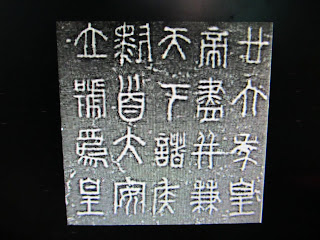 廿六年皇
帝盡并兼
天下諸侯
黔首大安
立號為皇